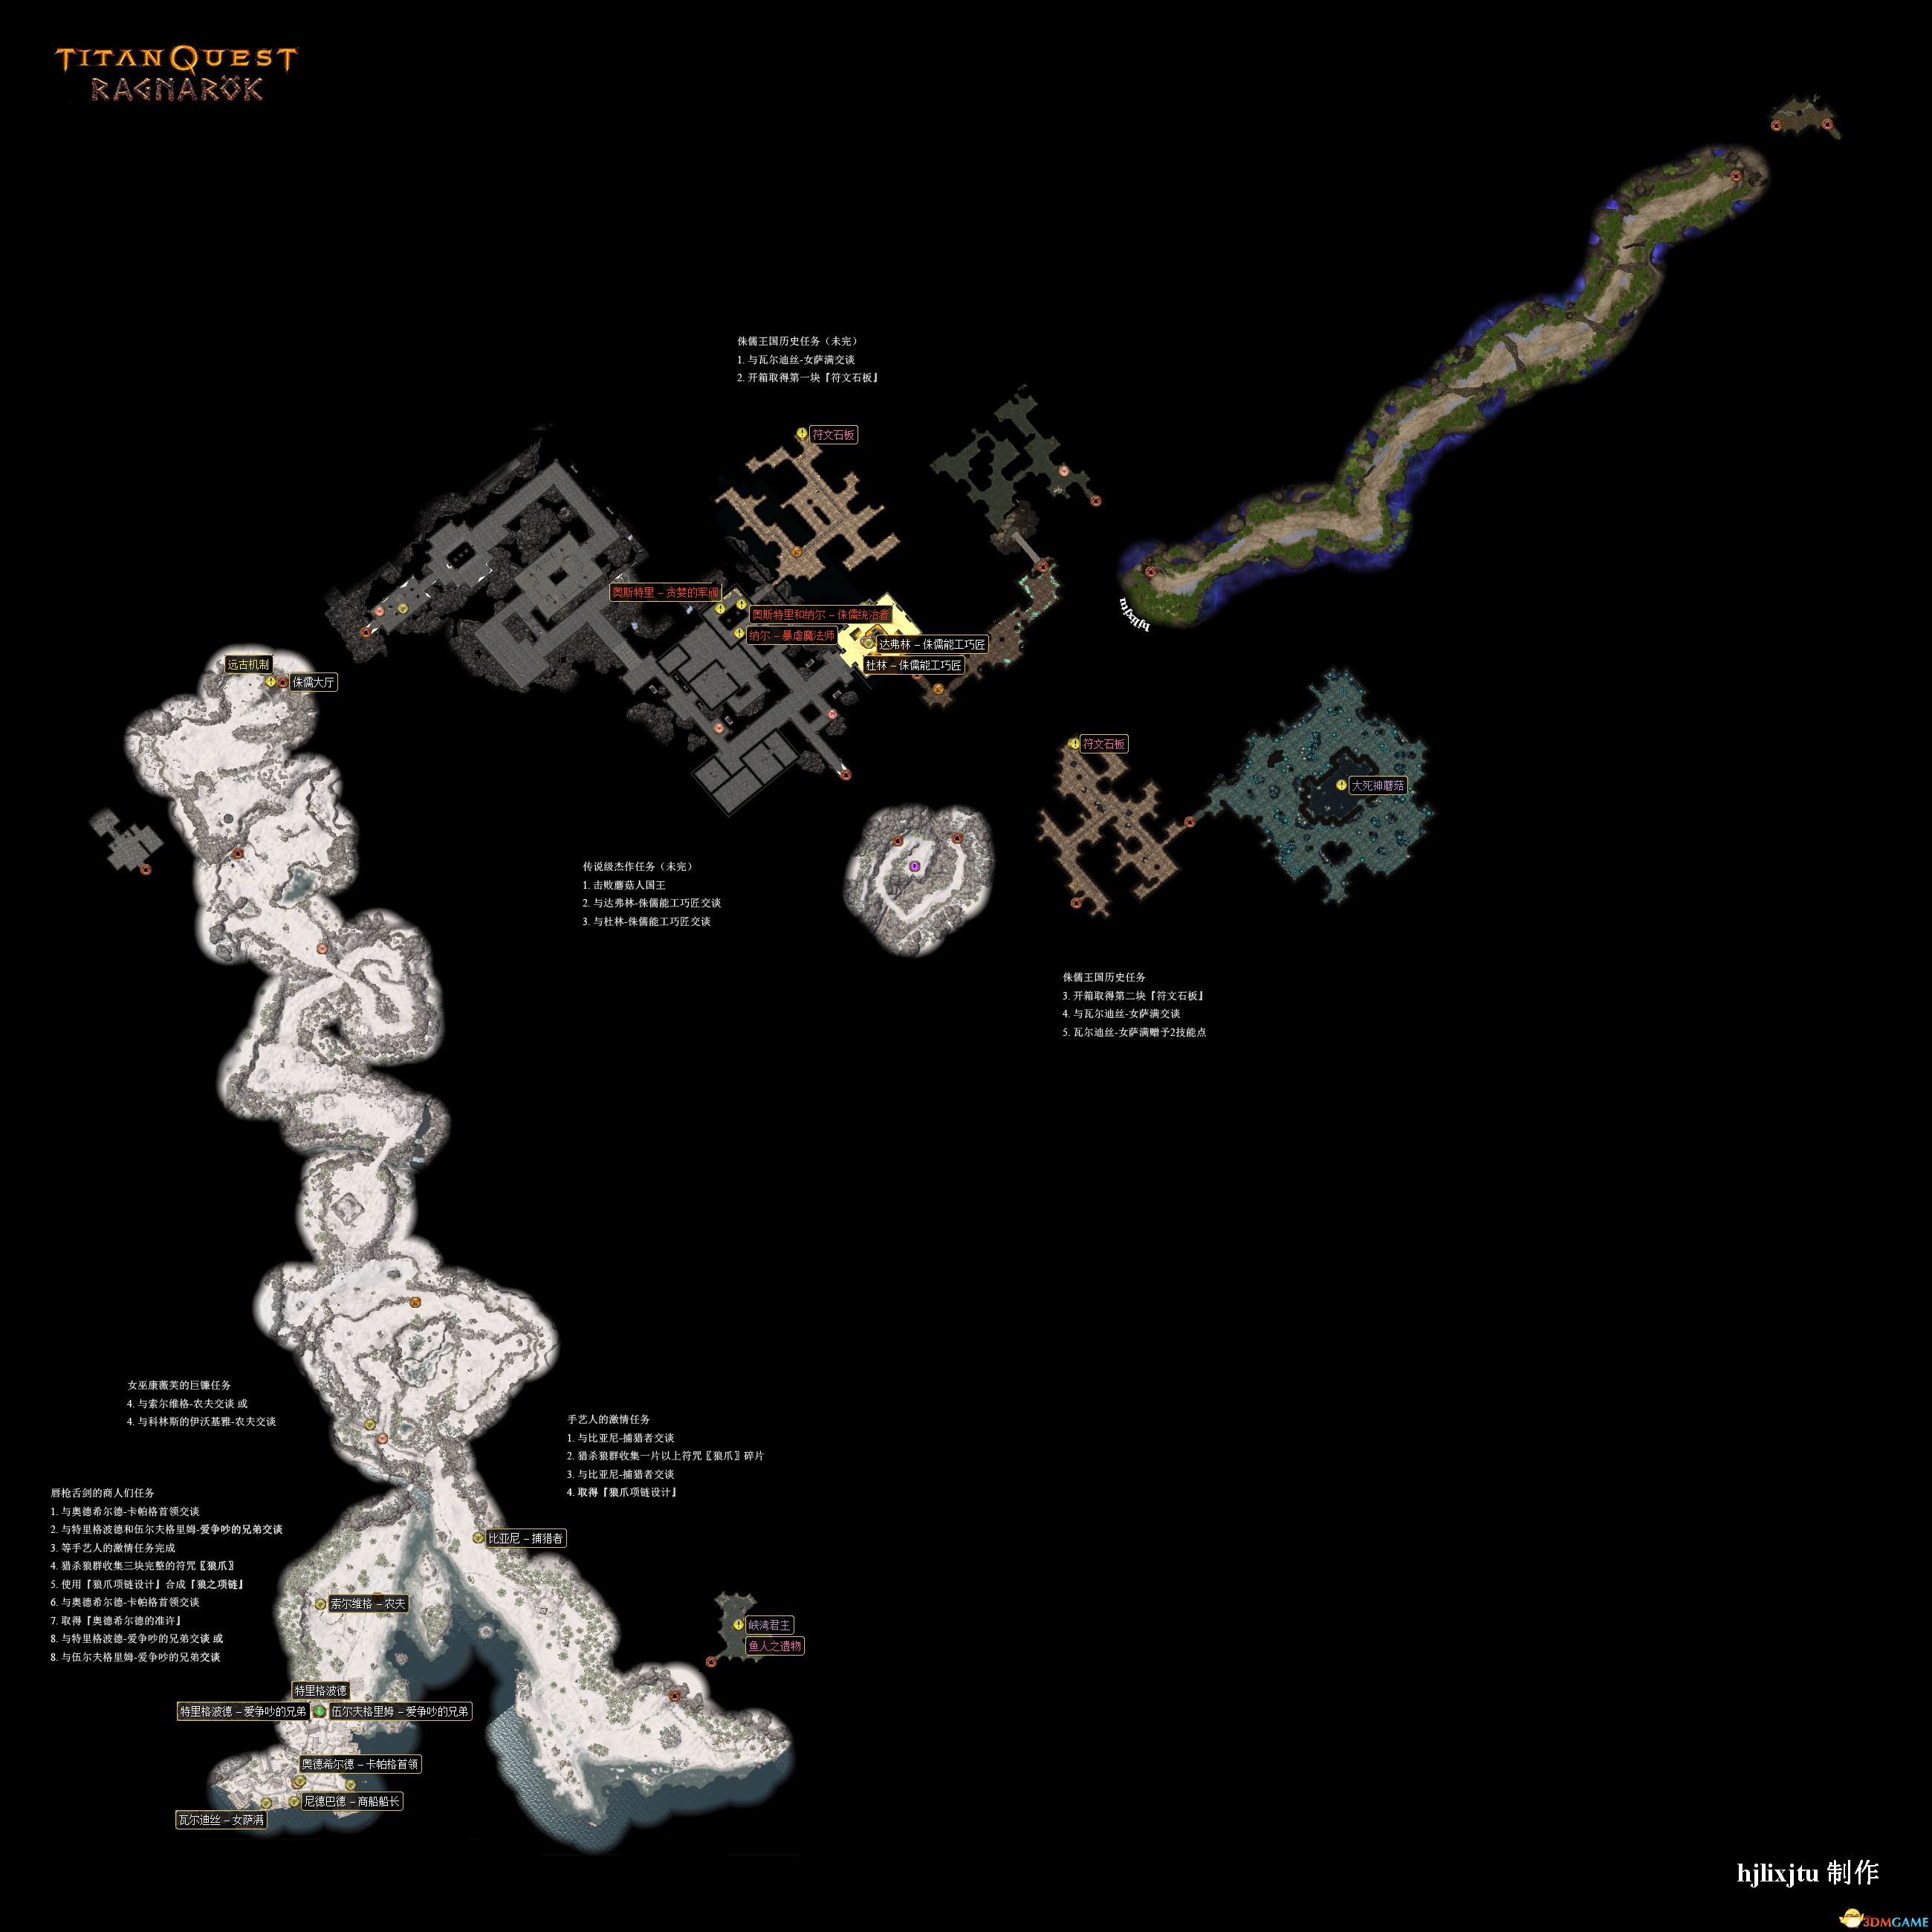 TITAN QUEST
RAGNARÖK
侏儒王国历史任务（未完）
1. 与瓦尔迪丝-女萨满交谈
2. 开箱取得第一块『符文石板』
符文石板
奥斯特里 – 贪婪的军阀
奥斯特里和纳尔 – 侏儒统治者
纳尔 – 暴虐魔法师
达弗林 – 侏儒能工巧匠
杜林 – 侏儒能工巧匠
hjlixjtu
远古机制
侏儒大厅
符文石板
大死神蘑菇
传说级杰作任务（未完）
1. 击败蘑菇人国王
2. 与达弗林-侏儒能工巧匠交谈
3. 与杜林-侏儒能工巧匠交谈
侏儒王国历史任务
3. 开箱取得第二块『符文石板』
4. 与瓦尔迪丝-女萨满交谈
5. 瓦尔迪丝-女萨满赠予2技能点
女巫康薇芙的巨镰任务
4. 与索尔维格-农夫交谈 或
4. 与科林斯的伊沃基雅-农夫交谈
手艺人的激情任务
1. 与比亚尼-捕猎者交谈
2. 猎杀狼群收集一片以上符咒〖狼爪〗碎片
3. 与比亚尼-捕猎者交谈
4. 取得『狼爪项链设计』
唇枪舌剑的商人们任务
1. 与奥德希尔德-卡帕格首领交谈
2. 与特里格波德和伍尔夫格里姆-爱争吵的兄弟交谈
3. 等手艺人的激情任务完成
4. 猎杀狼群收集三块完整的符咒〖狼爪〗
5. 使用『狼爪项链设计』合成『狼之项链』
6. 与奥德希尔德-卡帕格首领交谈
7. 取得『奥德希尔德的准许』
8. 与特里格波德-爱争吵的兄弟交谈 或
8. 与伍尔夫格里姆-爱争吵的兄弟交谈
比亚尼 – 捕猎者
索尔维格 – 农夫
峡湾君主
鱼人之遗物
特里格波德
特里格波德 – 爱争吵的兄弟
伍尔夫格里姆 – 爱争吵的兄弟
奥德希尔德 – 卡帕格首领
尼德巴德 – 商船船长
瓦尔迪丝 – 女萨满
hjlixjtu 制作
3DMGAME